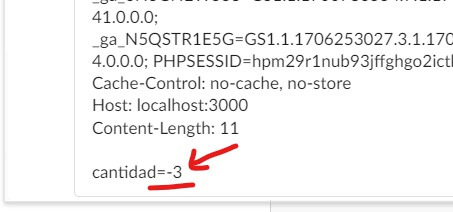 41.0.0.0;
_ga_N5QSTR1E5G=GS1.1.1706253027.3.1.170
4.0.0.0; PHPSESSID=hpm29r1nub93jffghgo2ictl
Cache-Control: no-cache, no-store
Host: localhost:3000
Content-Length: 11
cantidad=-3